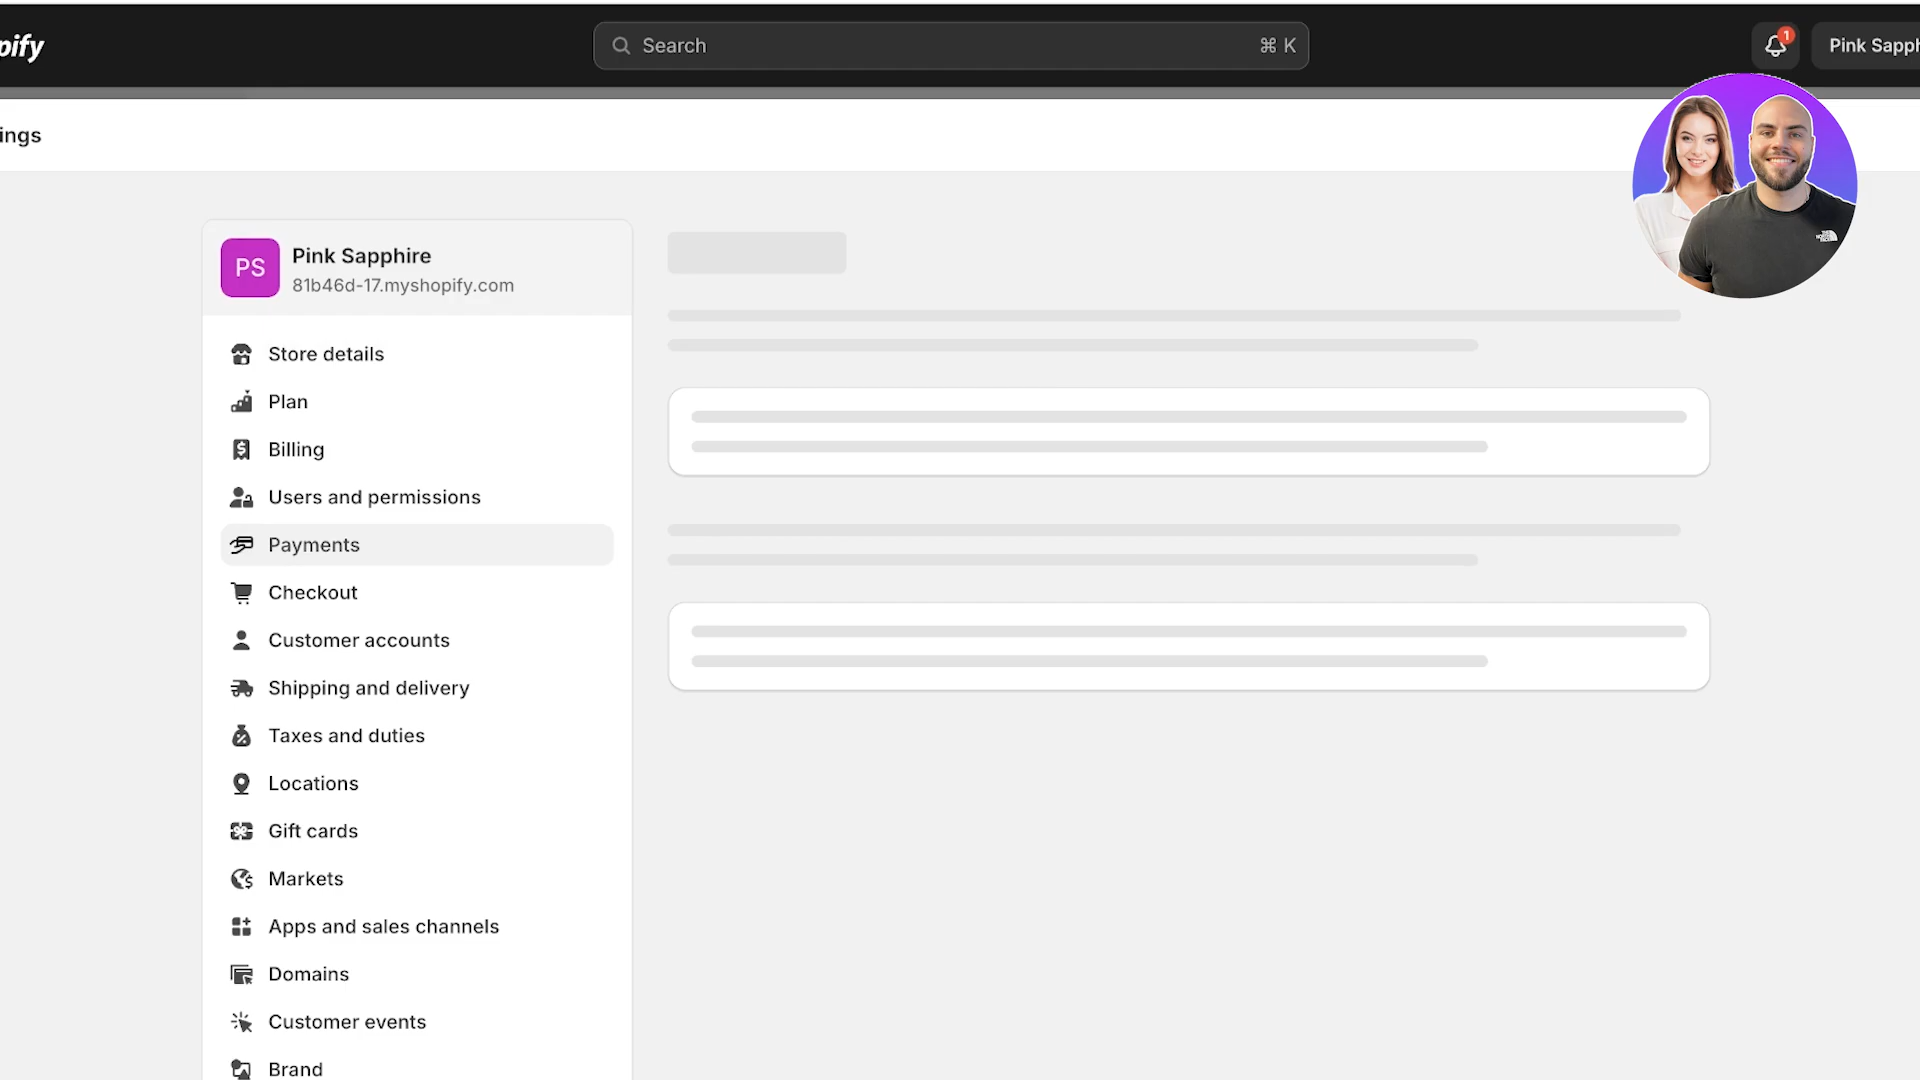 pify
Search
⌘ K
1
Pink Sapph
ings
PS
Pink Sapphire
81b46d-17.myshopify.com
Store details
Plan
Billing
Users and permissions
Payments
Checkout
Customer accounts
Shipping and delivery
Taxes and duties
Locations
Gift cards
Markets
Apps and sales channels
Domains
Customer events
Brand